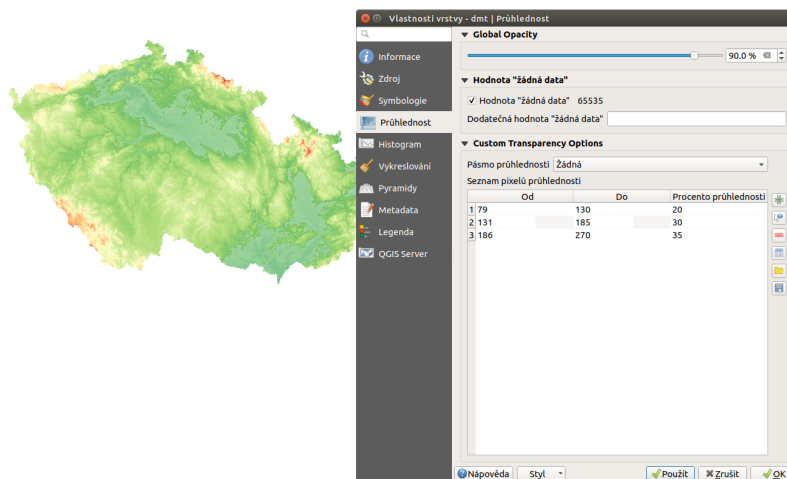 Vlastnosti vrstvy - dmt | Průhlednost
Informace
Zdroj
Symbologie
Průhlednost
Histogram
Vykreslování
Pyramidy
Metadata
Legenda
QGIS Server
Global Opacity
90.0 %
Hodnota "žádná data"
Hodnota "žádná data" 65535
Dodatečná hodnota "žádná data"
Custom Transparency Options
Pásmo průhlednosti Žádná
Seznam pixelů průhlednosti
Od Do Procento průhlednosti
1 79 130 20
2 131 185 30
3 186 270 35
Nápověda Styl Použít Zrušit OK